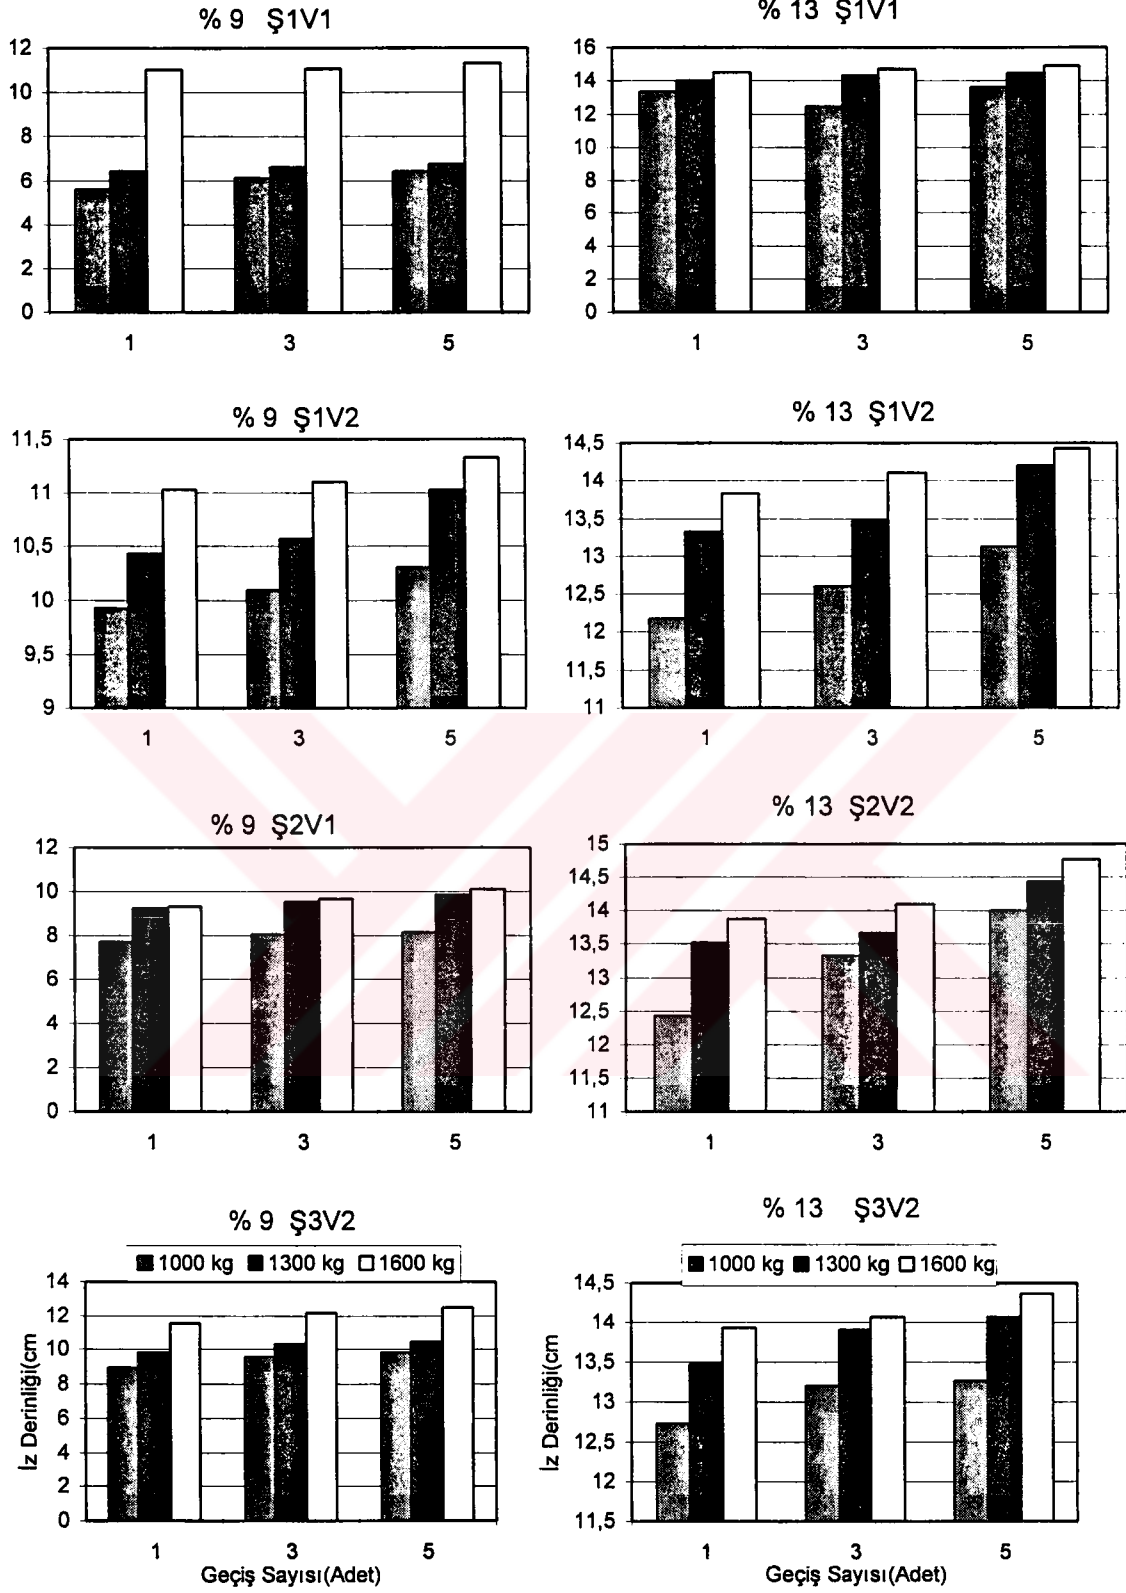 % 9 Ş1V1
12
10
8
6
4
2
0
1 3 5
% 13 Ş1V1
16
14
12
10
8
6
4
2
0
1 3 5
% 9 Ş1V2
11,5
11
10,5
10
9,5
9
1 3 5
% 13 Ş1V2
14,5
14
13,5
13
12,5
12
11,5
11
1 3 5
% 9 Ş2V1
12
10
8
6
4
2
0
1 3 5
% 13 Ş2V2
15
14,5
14
13,5
13
12,5
12
11,5
11
1 3 5
% 9 Ş3V2
1000 kg 1300 kg 1600 kg
İz Derinliği(cm
14
12
10
8
6
4
2
0
1 3 5
Geçiş Sayısı(Adet)
% 13 Ş3V2
1000 kg 1300 kg 1600 kg
İz Derinliği(cm
14,5
14
13,5
13
12,5
12
11,5
1 3 5
Geçiş Sayısı(Adet)